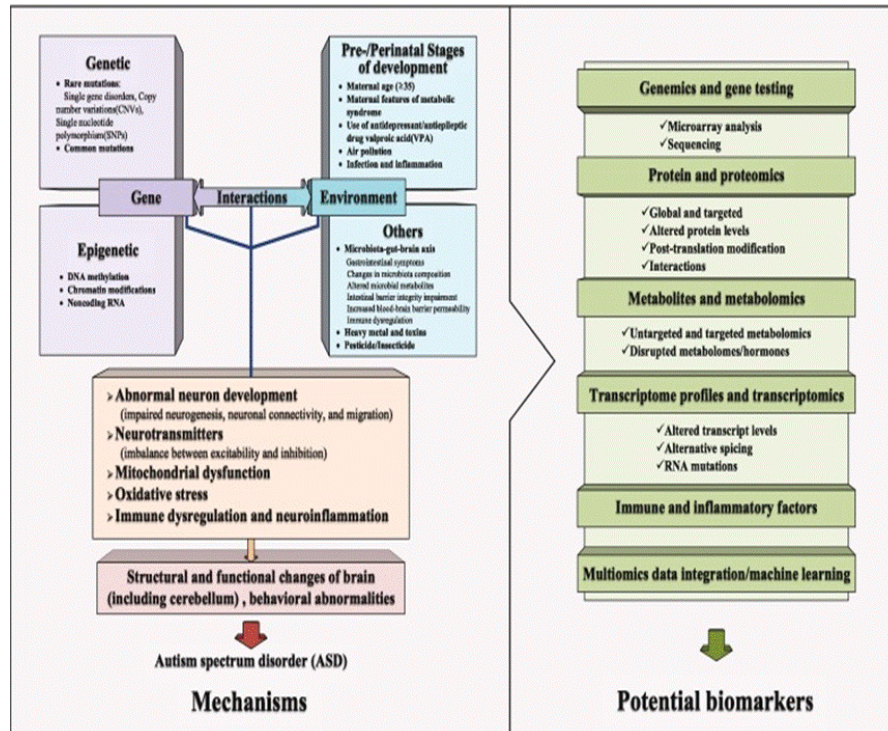 Genetic
• Rare mutations:
Single gene disorders, Copy
number variations(CNVs),
Single nucleotide
polymorphism(SNPs)
• Common mutations
Pre-/Perinatal Stages
of development
• Maternal age (≥35)
• Maternal features of metabolic
syndrome
• Use of antidepressant/antiepileptic
drug valproic acid(VPA)
• Air pollution
• Infection and inflammation
Gene
Interactions
Environment
Epigenetic
• DNA methylation
• Chromatin modifications
• Noncoding RNA
Others
• Microbiota-gut-brain axis
Gastrointestinal symptoms
Changes in microbiota composition
Altered microbial metabolites
Intestinal barrier integrity impairment
Increased blood-brain barrier permeability
Immune dysregulation
• Heavy metal and toxins
• Pesticide/Insecticide
➢ Abnormal neuron development
(impaired neurogenesis, neuronal connectivity, and migration)
➢ Neurotransmitters
(imbalance between excitability and inhibition)
➢ Mitochondrial dysfunction
➢ Oxidative stress
➢ Immune dysregulation and neuroinflammation
Structural and functional changes of brain
(including cerebellum) , behavioral abnormalities
Autism spectrum disorder (ASD)
Mechanisms
Genemics and gene testing
✓Microarray analysis
✓Sequencing
Protein and proteomics
✓Global and targeted
✓Altered protein levels
✓Post-translation modification
✓Interactions
Metabolites and metabolomics
✓Untargeted and targeted metabolomics
✓Disrupted metabolomes/hormones
Transcriptome profiles and transcriptomics
✓Altered transcript levels
✓Alternative spicing
✓RNA mutations
Immune and inflammatory factors
Multiomics data integration/machine learning
Potential biomarkers